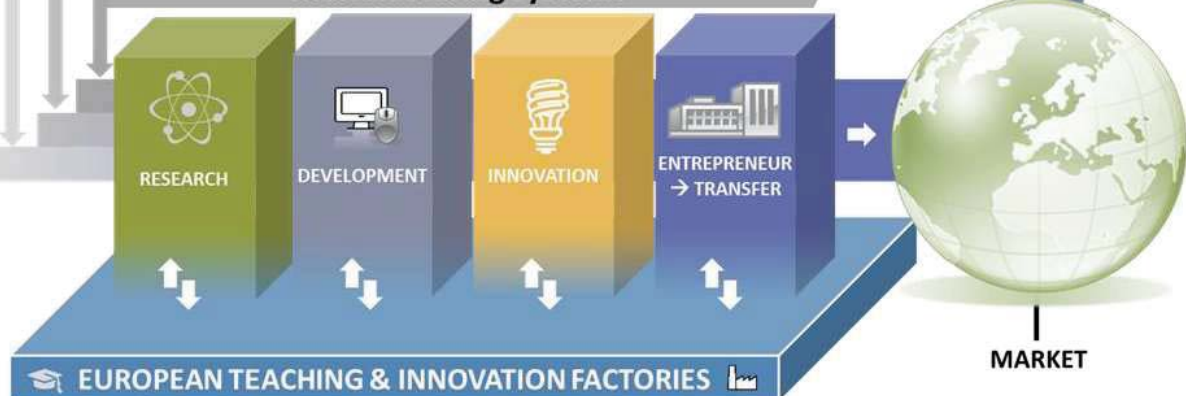 RESEARCH
DEVELOPMENT
INNOVATION
ENTREPRENEUR
→ TRANSFER
MARKET
EUROPEAN TEACHING & INNOVATION FACTORIES